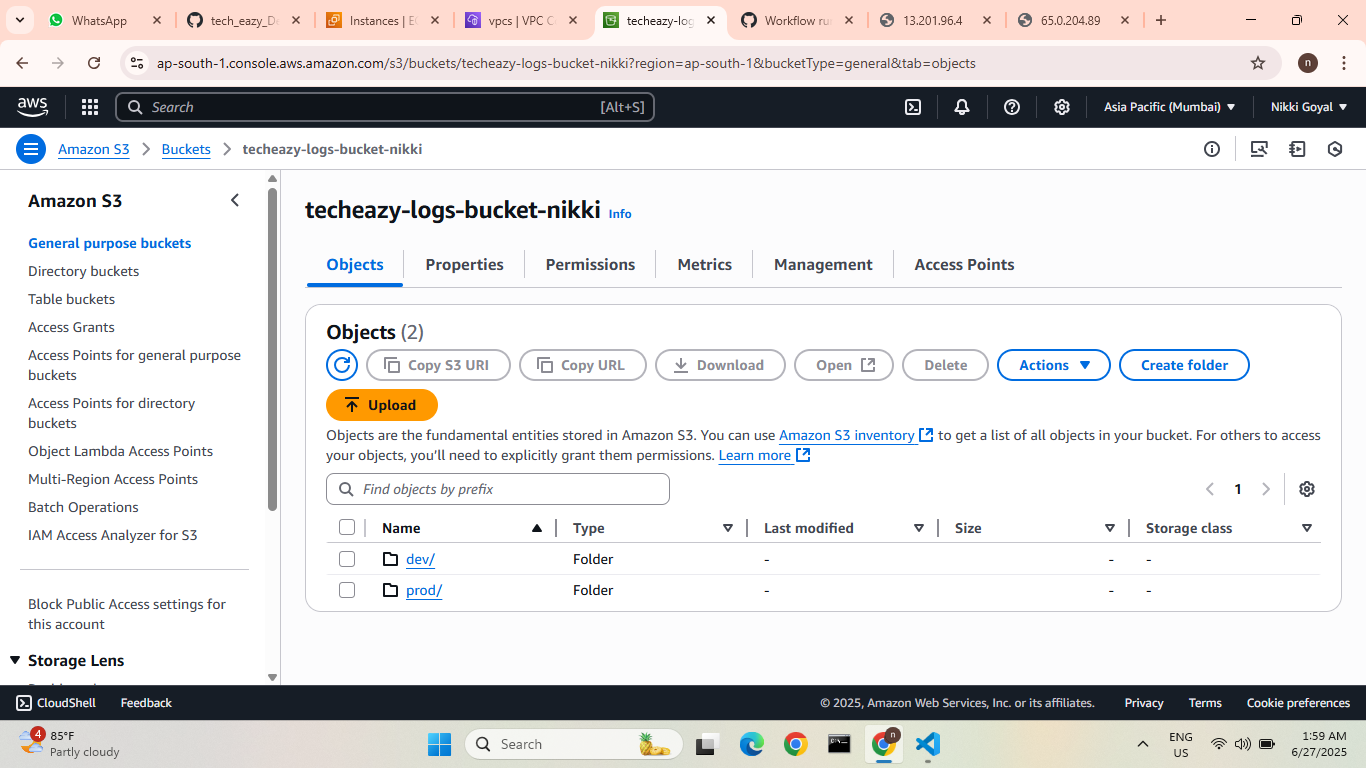 WhatsApp
tech_eazy_De
Instances | EC
vpcs | VPC C
techeazy-log
Workflow ru
13.201.96.4
65.0.204.89
ap-south-1.console.aws.amazon.com/s3/buckets/techeazy-logs-bucket-nikki?region=ap-south-1&bucketType=general&tab=objects
n
aws
Search
[Alt+S]
Asia Pacific (Mumbai)
Nikki Goyal
Amazon S3
Buckets
techeazy-logs-bucket-nikki
Amazon S3
General purpose buckets
Directory buckets
Table buckets
Access Grants
Access Points for general purpose
buckets
Access Points for directory
buckets
Object Lambda Access Points
Multi-Region Access Points
Batch Operations
IAM Access Analyzer for S3
Block Public Access settings for
this account
Storage Lens
techeazy-logs-bucket-nikki Info
Objects
Properties
Permissions
Metrics
Management
Access Points
Objects (2)
Copy S3 URI
Copy URL
Download
Open
Delete
Actions
Create folder
Upload
Objects are the fundamental entities stored in Amazon S3. You can use Amazon S3 inventory to get a list of all objects in your bucket. For others to access
your objects, you’ll need to explicitly grant them permissions. Learn more
Find objects by prefix
1
Name Type Last modified Size Storage class
dev/ Folder - - -
prod/ Folder - - -
CloudShell
Feedback
© 2025, Amazon Web Services, Inc. or its affiliates.
Privacy
Terms
Cookie preferences
4
85°F
Partly cloudy
Search
n
ENG
US
1:59 AM
6/27/2025